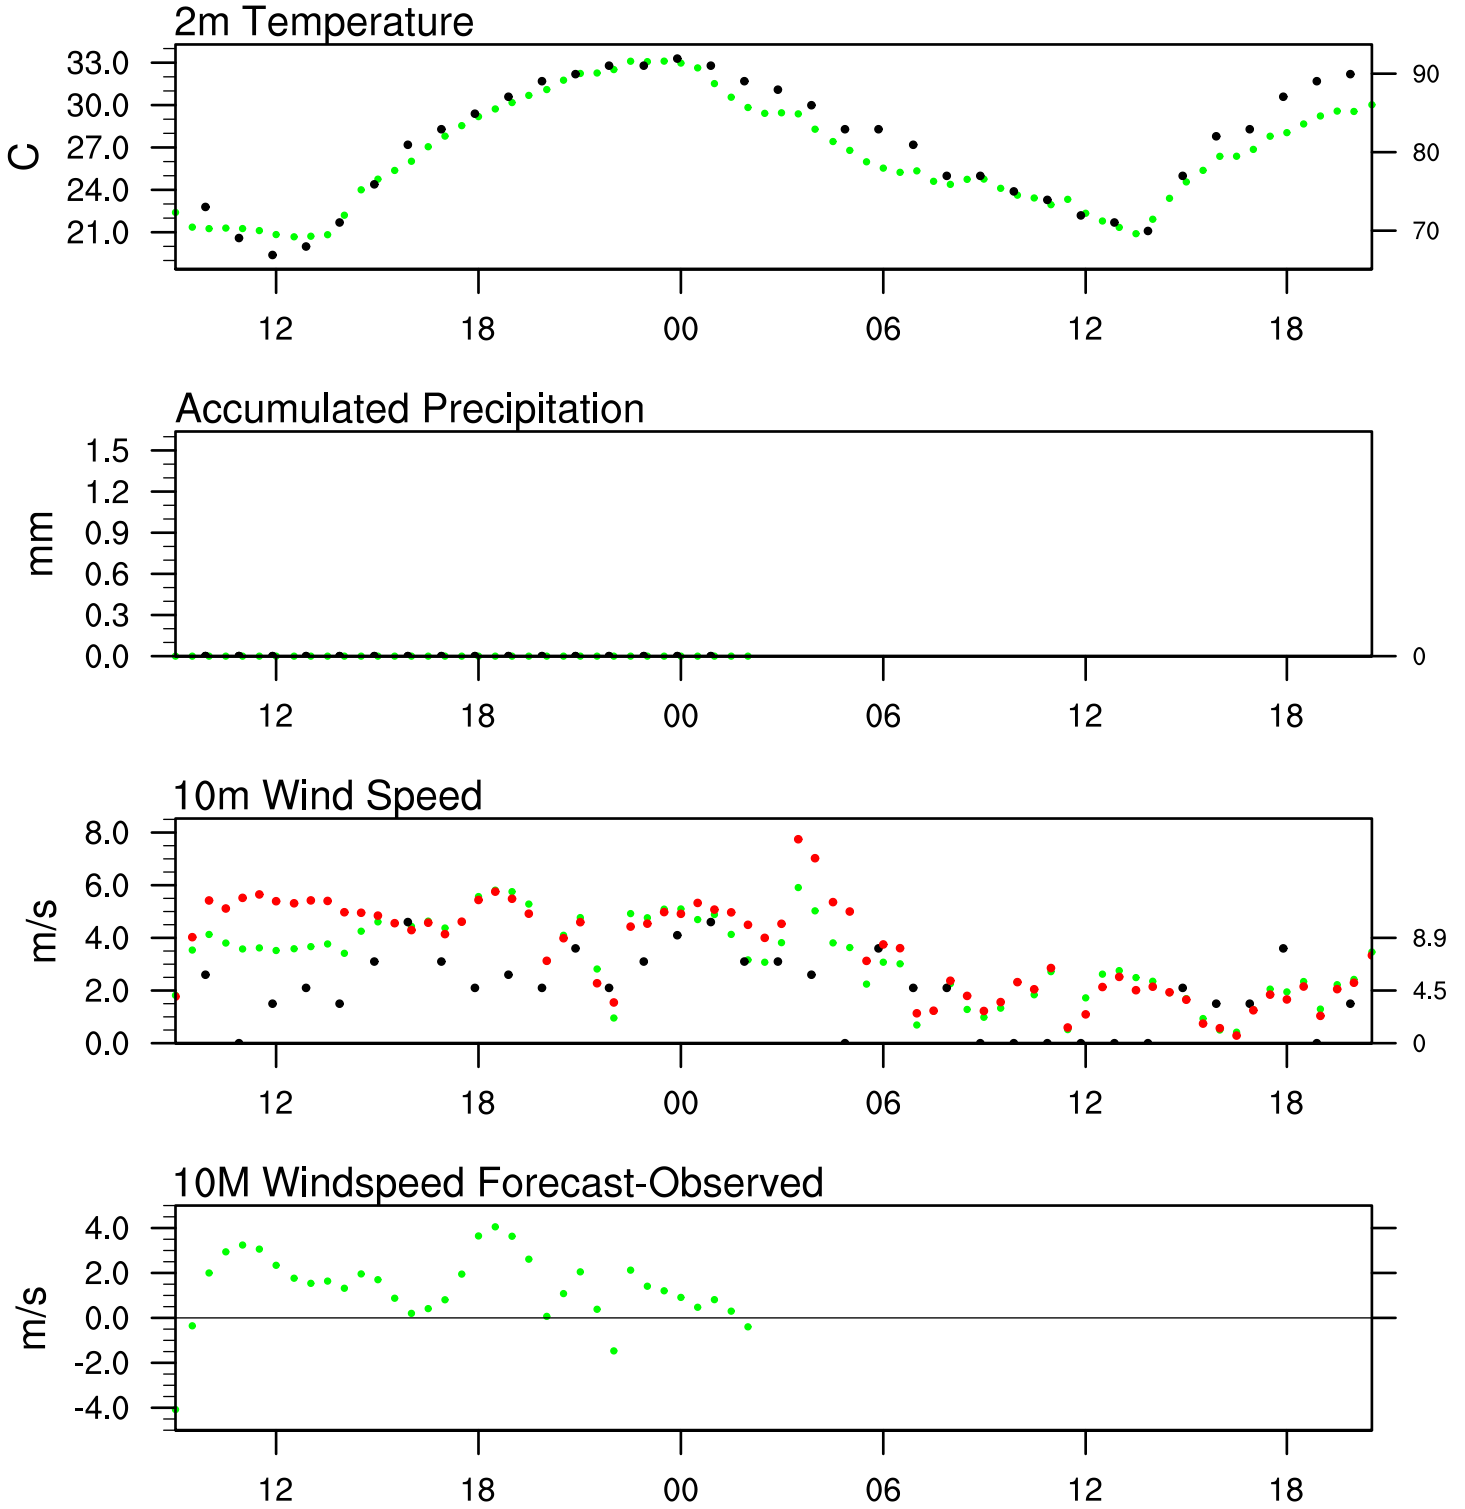 2m Temperature
33.0
30.0
27.0
24.0
21.0
C
90
80
70
12 18 00 06 12 18
Accumulated Precipitation
1.5
1.2
0.9
0.6
0.3
0.0
mm
0
12 18 00 06 12 18
10m Wind Speed
8.0
6.0
4.0
2.0
0.0
m/s
8.9
4.5
0
12 18 00 06 12 18
10M Windspeed Forecast-Observed
4.0
2.0
0.0
-2.0
-4.0
m/s
12 18 00 06 12 18